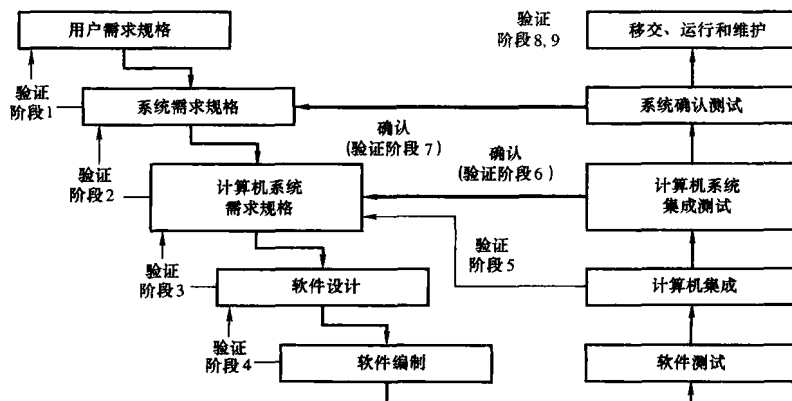 用户需求规格
验证
阶段8, 9
移交、运行和维护
验证
阶段1
系统需求规格
系统确认测试
确认
(验证阶段7)
验证
阶段2
计算机系统
需求规格
确认
(验证阶段6)
计算机系统
集成测试
验证
阶段3
软件设计
验证
阶段5
计算机集成
验证
阶段4
软件编制
软件测试